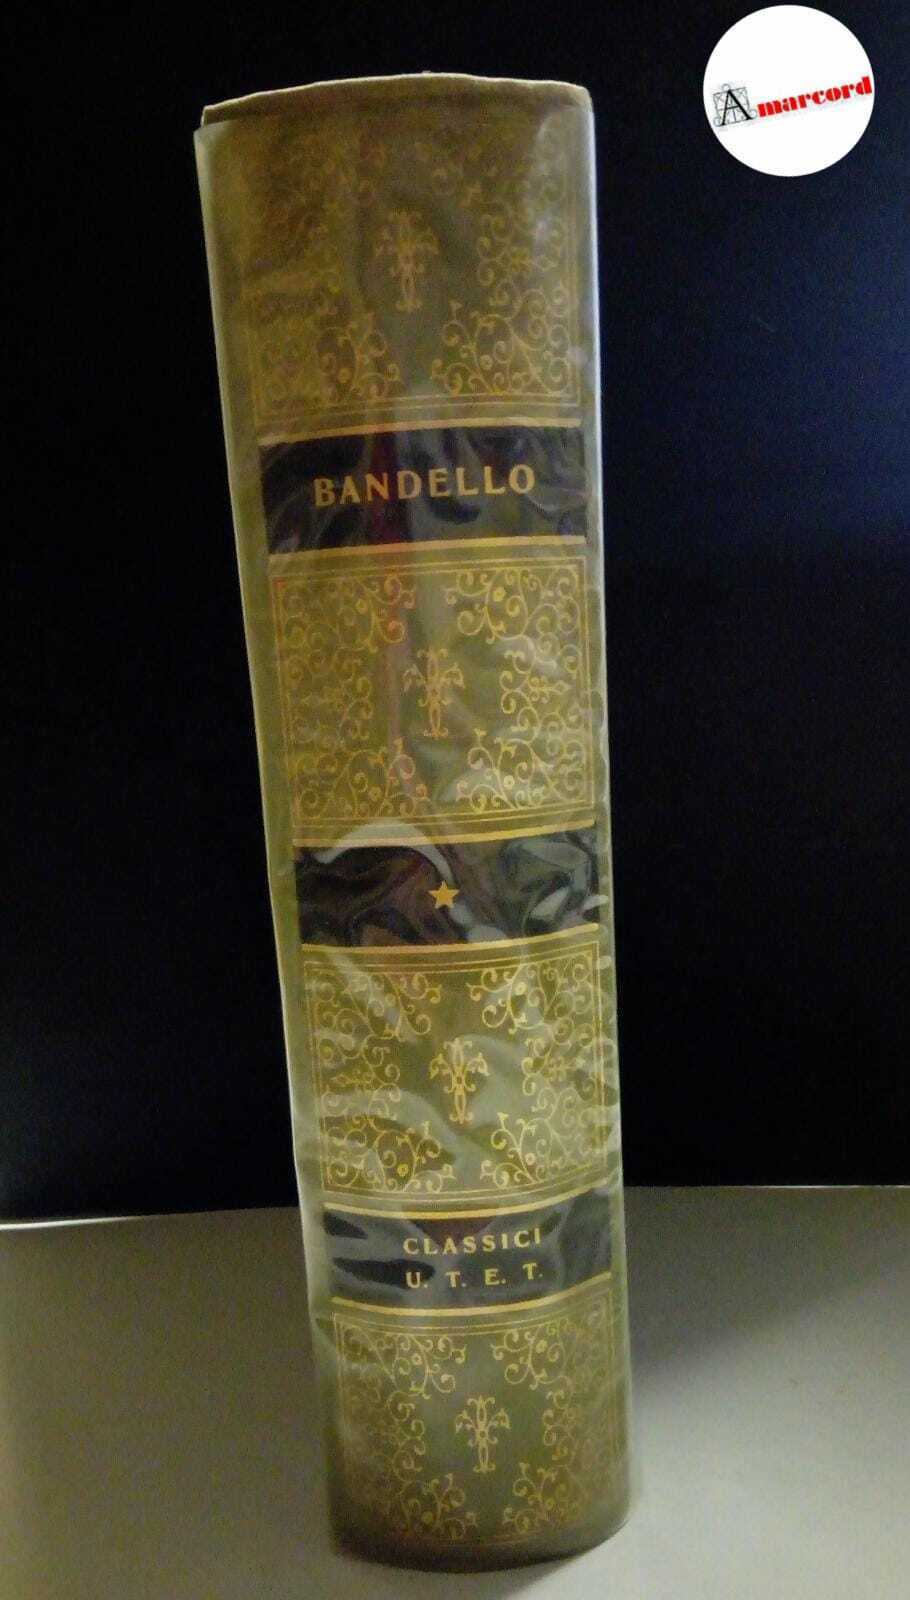 Amarcord
BANDELLO
CLASSICI
U. T. E. T.